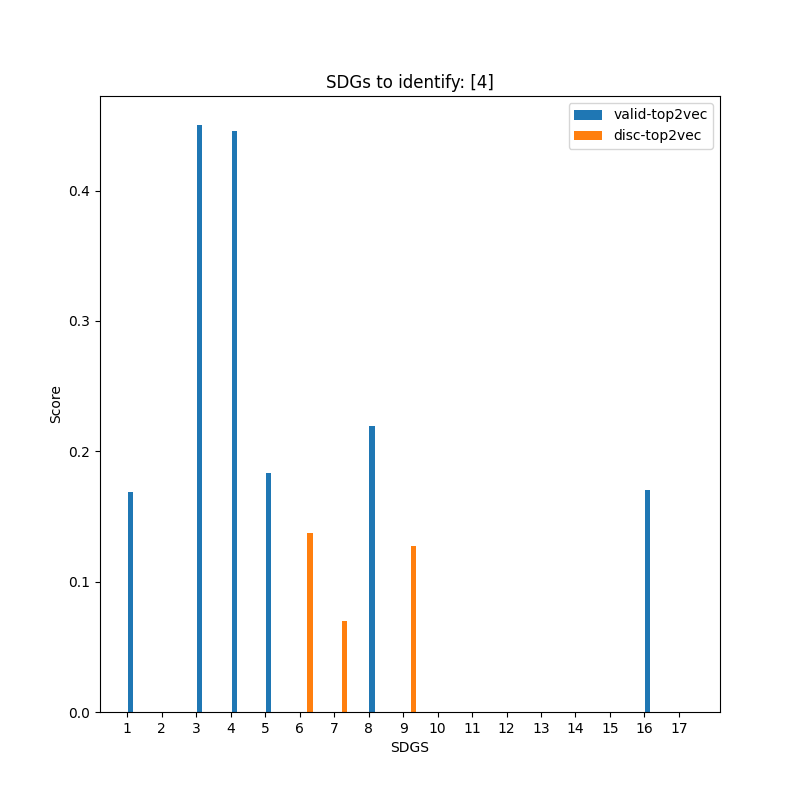 SDGs to identify: [4]
valid-top2vec
disc-top2vec
Score
0.4
0.3
0.2
0.1
0.0
1 2 3 4 5 6 7 8 9 10 11 12 13 14 15 16 17
SDGS